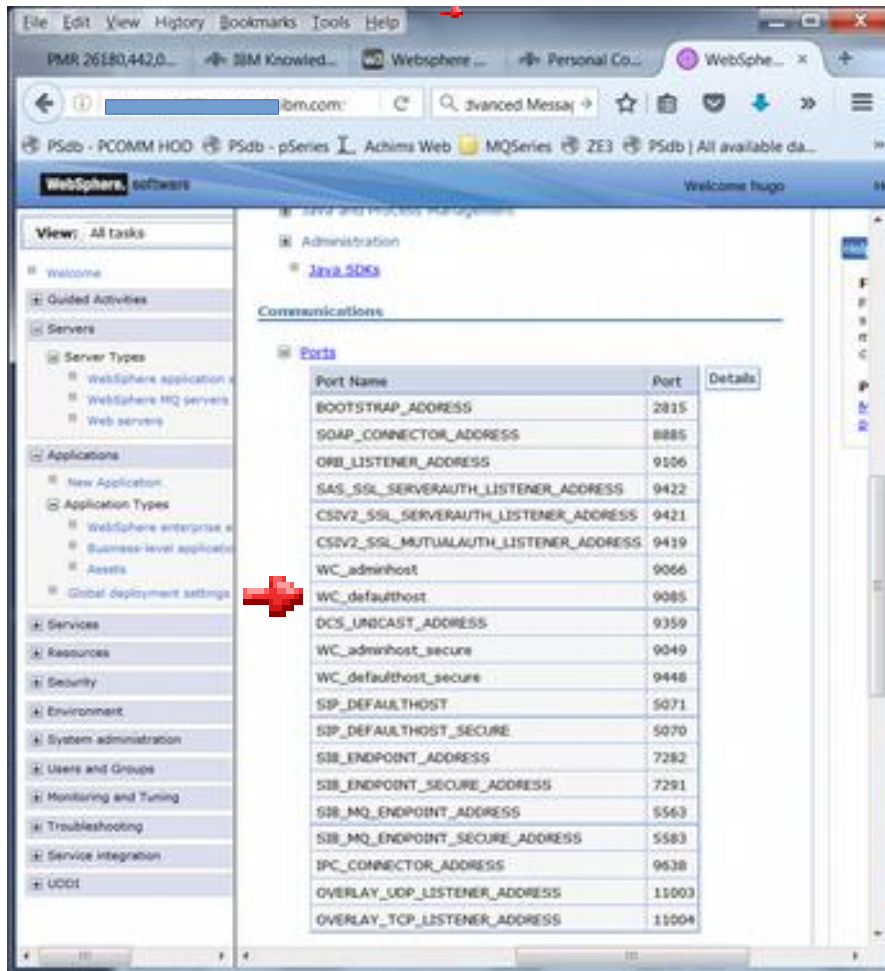 File Edit View History Bookmarks Tools Help
PMR 26180,442,0... IBM Knowled... Websphere ... Personal Co... WebSphe... × +
ibm.com: dvanced Messag
PSdb - PCOMM HOD PSdb - pSeries Achims Web MQSeries ZE3 PSdb | All available da...
WebSphere. software Welcome hugo
View: All tasks
Welcome
Guided Activities
Servers
Server Types
WebSphere application s
WebSphere MQ servers
Web servers
Applications
New Application
Application Types
WebSphere enterprise a
Business-level applicatio
Assets
Global deployment settings
Services
Resources
Security
Environment
System administration
Users and Groups
Monitoring and Tuning
Troubleshooting
Service integration
UDDI
Java and Process Management
Administration
Java SDKs
Communications
Ports
Port Name Port Details
BOOTSTRAP_ADDRESS 2815
SOAP_CONNECTOR_ADDRESS 8885
ORB_LISTENER_ADDRESS 9106
SAS_SSL_SERVERAUTH_LISTENER_ADDRESS 9422
CSIV2_SSL_SERVERAUTH_LISTENER_ADDRESS 9421
CSIV2_SSL_MUTUALAUTH_LISTENER_ADDRESS 9419
WC_adminhost 9066
WC_defaulthost 9085
DCS_UNICAST_ADDRESS 9359
WC_adminhost_secure 9049
WC_defaulthost_secure 9448
SIP_DEFAULTHOST 5071
SIP_DEFAULTHOST_SECURE 5070
SIB_ENDPOINT_ADDRESS 7282
SIB_ENDPOINT_SECURE_ADDRESS 7291
SIB_MQ_ENDPOINT_ADDRESS 5563
SIB_MQ_ENDPOINT_SECURE_ADDRESS 5583
IPC_CONNECTOR_ADDRESS 9638
OVERLAY_UDP_LISTENER_ADDRESS 11003
OVERLAY_TCP_LISTENER_ADDRESS 11004